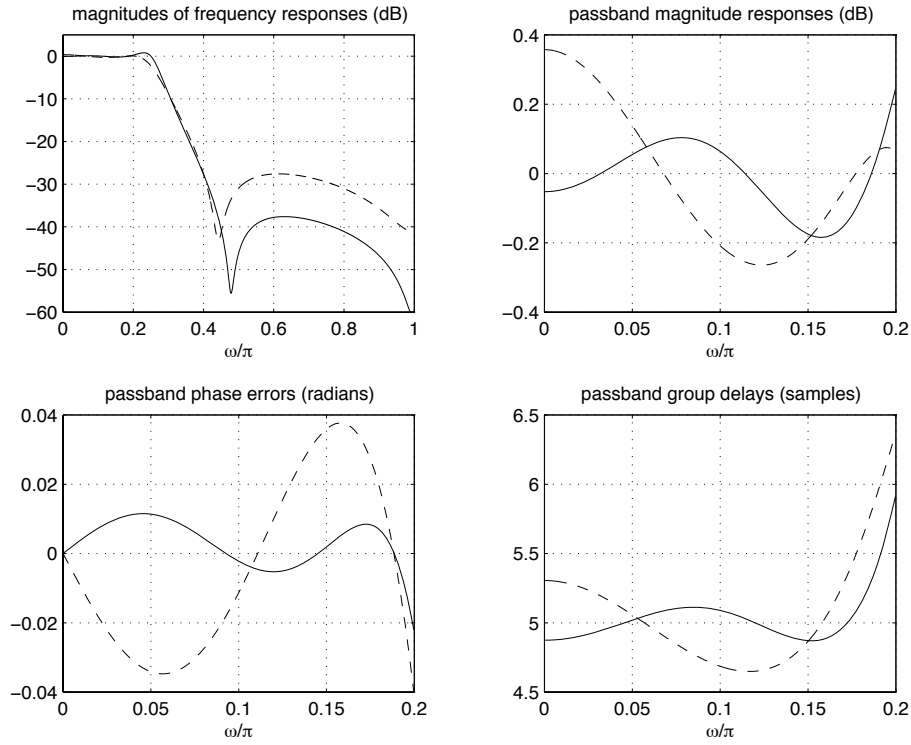 magnitudes of frequency responses (dB)
0
−10
−20
−30
−40
−50
−60
0 0.2 0.4 0.6 0.8 1
ω/π
passband magnitude responses (dB)
0.4
0.2
0
−0.2
−0.4
0 0.05 0.1 0.15 0.2
ω/π
passband phase errors (radians)
0.04
0.02
0
−0.02
−0.04
0 0.05 0.1 0.15 0.2
ω/π
passband group delays (samples)
6.5
6
5.5
5
4.5
0 0.05 0.1 0.15 0.2
ω/π